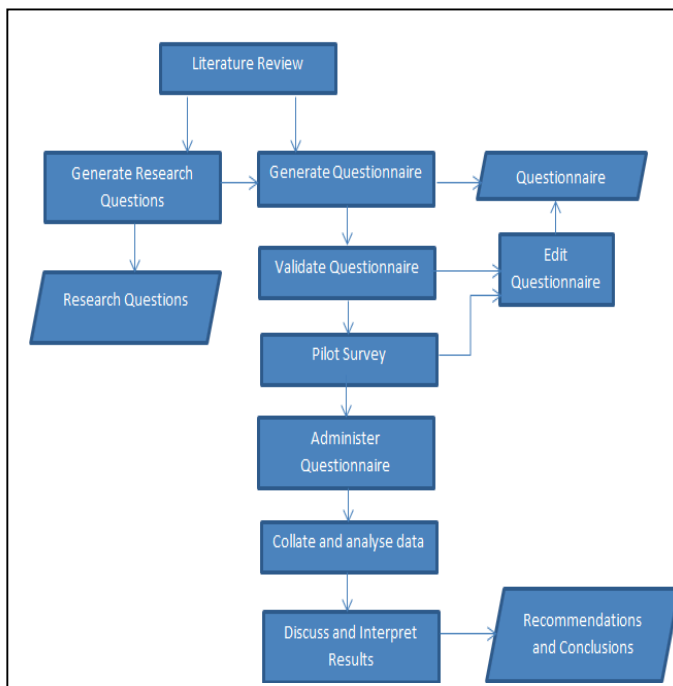 Literature Review
Generate Research
Questions
Generate Questionnaire
Questionnaire
Validate Questionnaire
Edit
Questionnaire
Research Questions
Pilot Survey
Administer
Questionnaire
Collate and analyse data
Discuss and Interpret
Results
Recommendations
and Conclusions